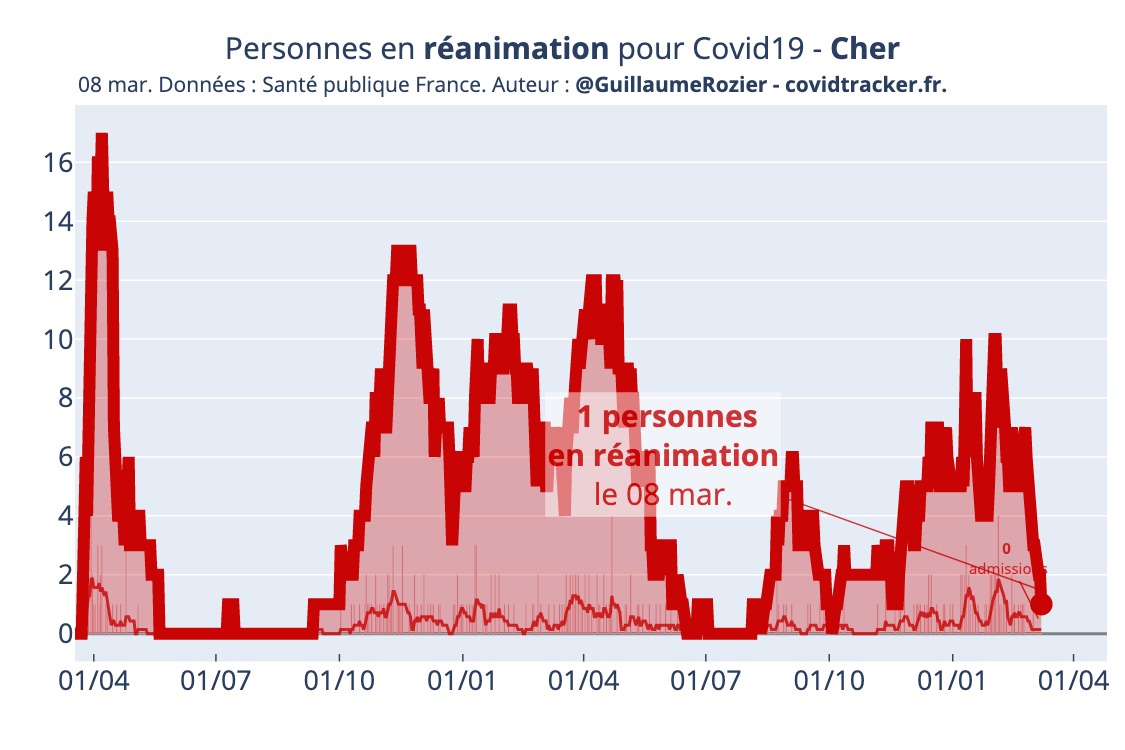 Personnes en réanimation pour Covid19 - Cher
08 mar. Données : Santé publique France. Auteur : @GuillaumeRozier - covidtracker.fr.
16
14
12
10
8
6
4
2
0
1 personnes
en réanimation
le 08 mar.
0
admissions
01/04 01/07 01/10 01/01 01/04 01/07 01/10 01/01 01/04